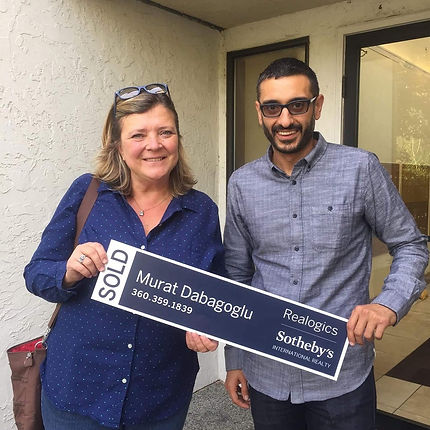 SOLD
Murat Dabagoglu
360.359.1839
Realogics
Sotheby's
INTERNATIONAL REALTY